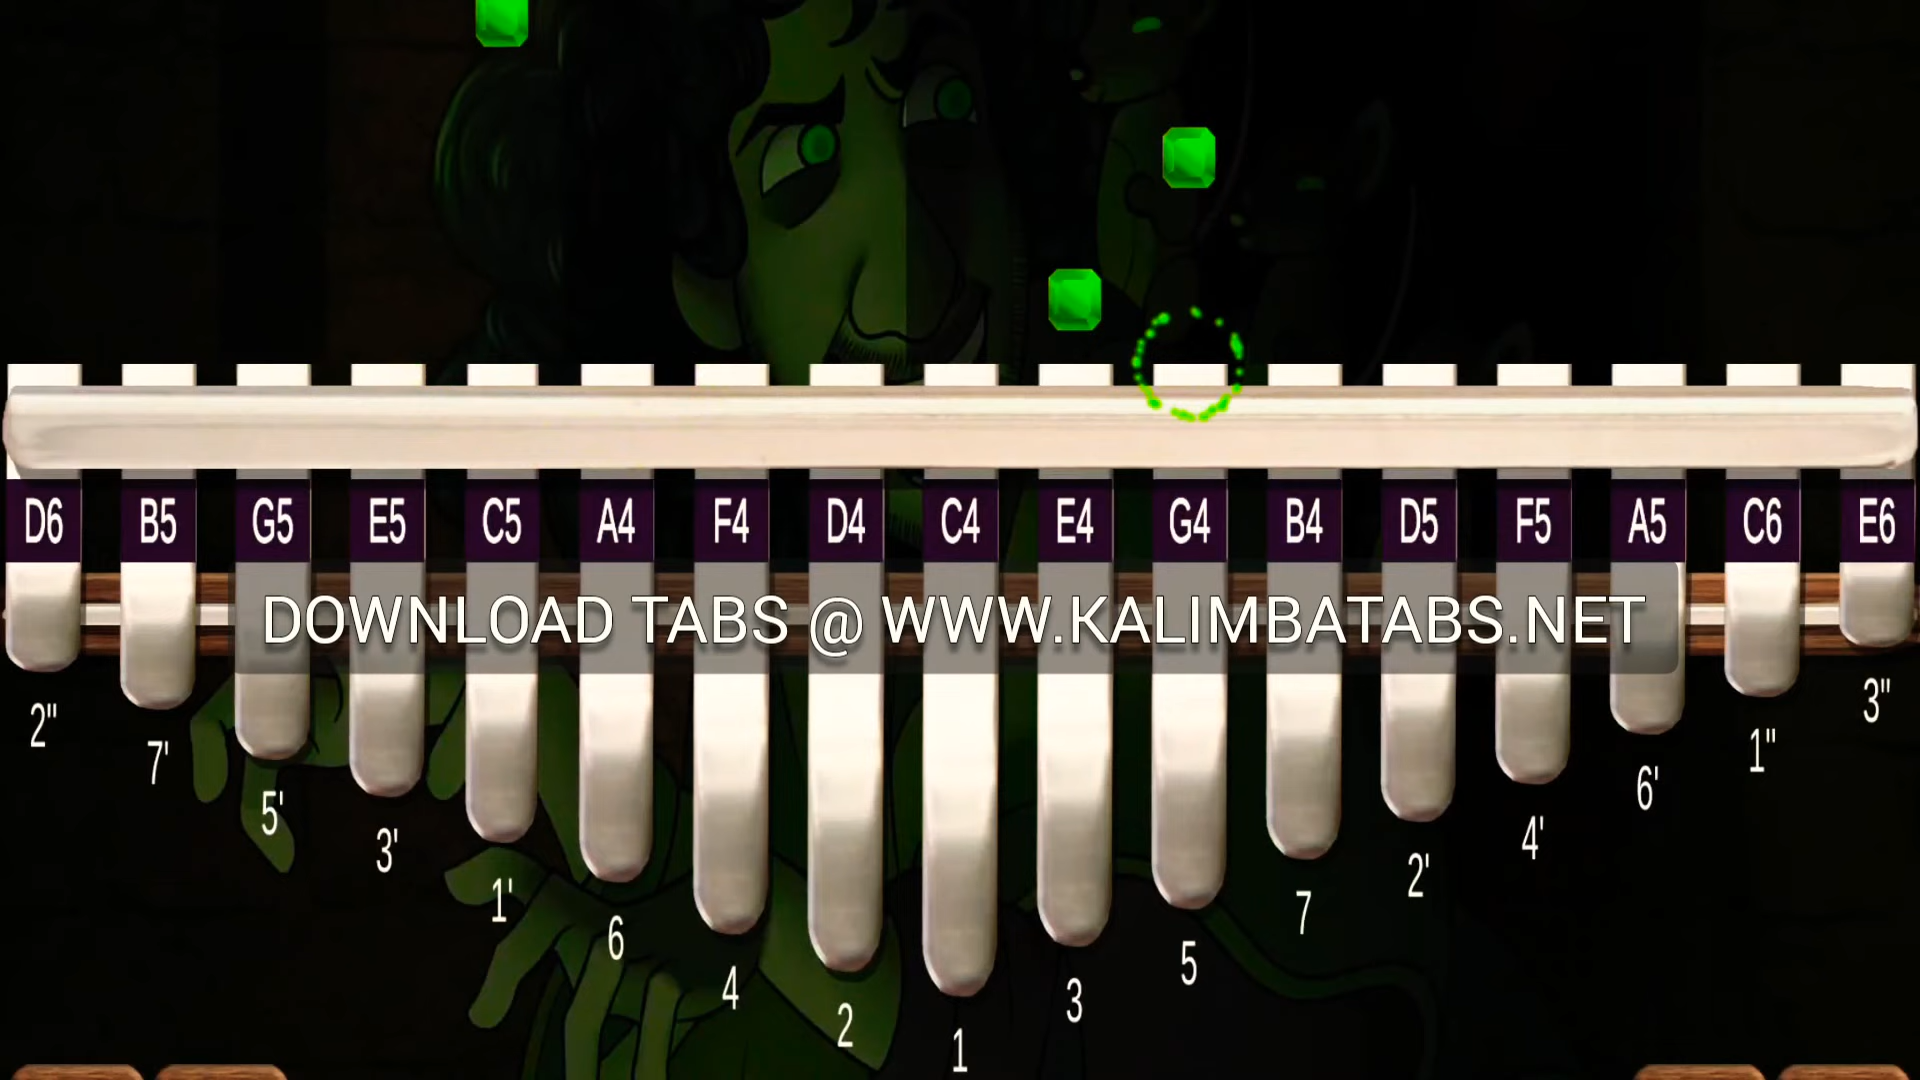 D6 B5 G5 E5 C5 A4 F4 D4 C4 E4 G4 B4 D5 F5 A5 C6 E6
DOWNLOAD TABS @ WWW.KALIMBATABS.NET
2" 7' 5' 3' 1' 6 4 2 1 3 5 7 2' 4' 6' 1" 3"